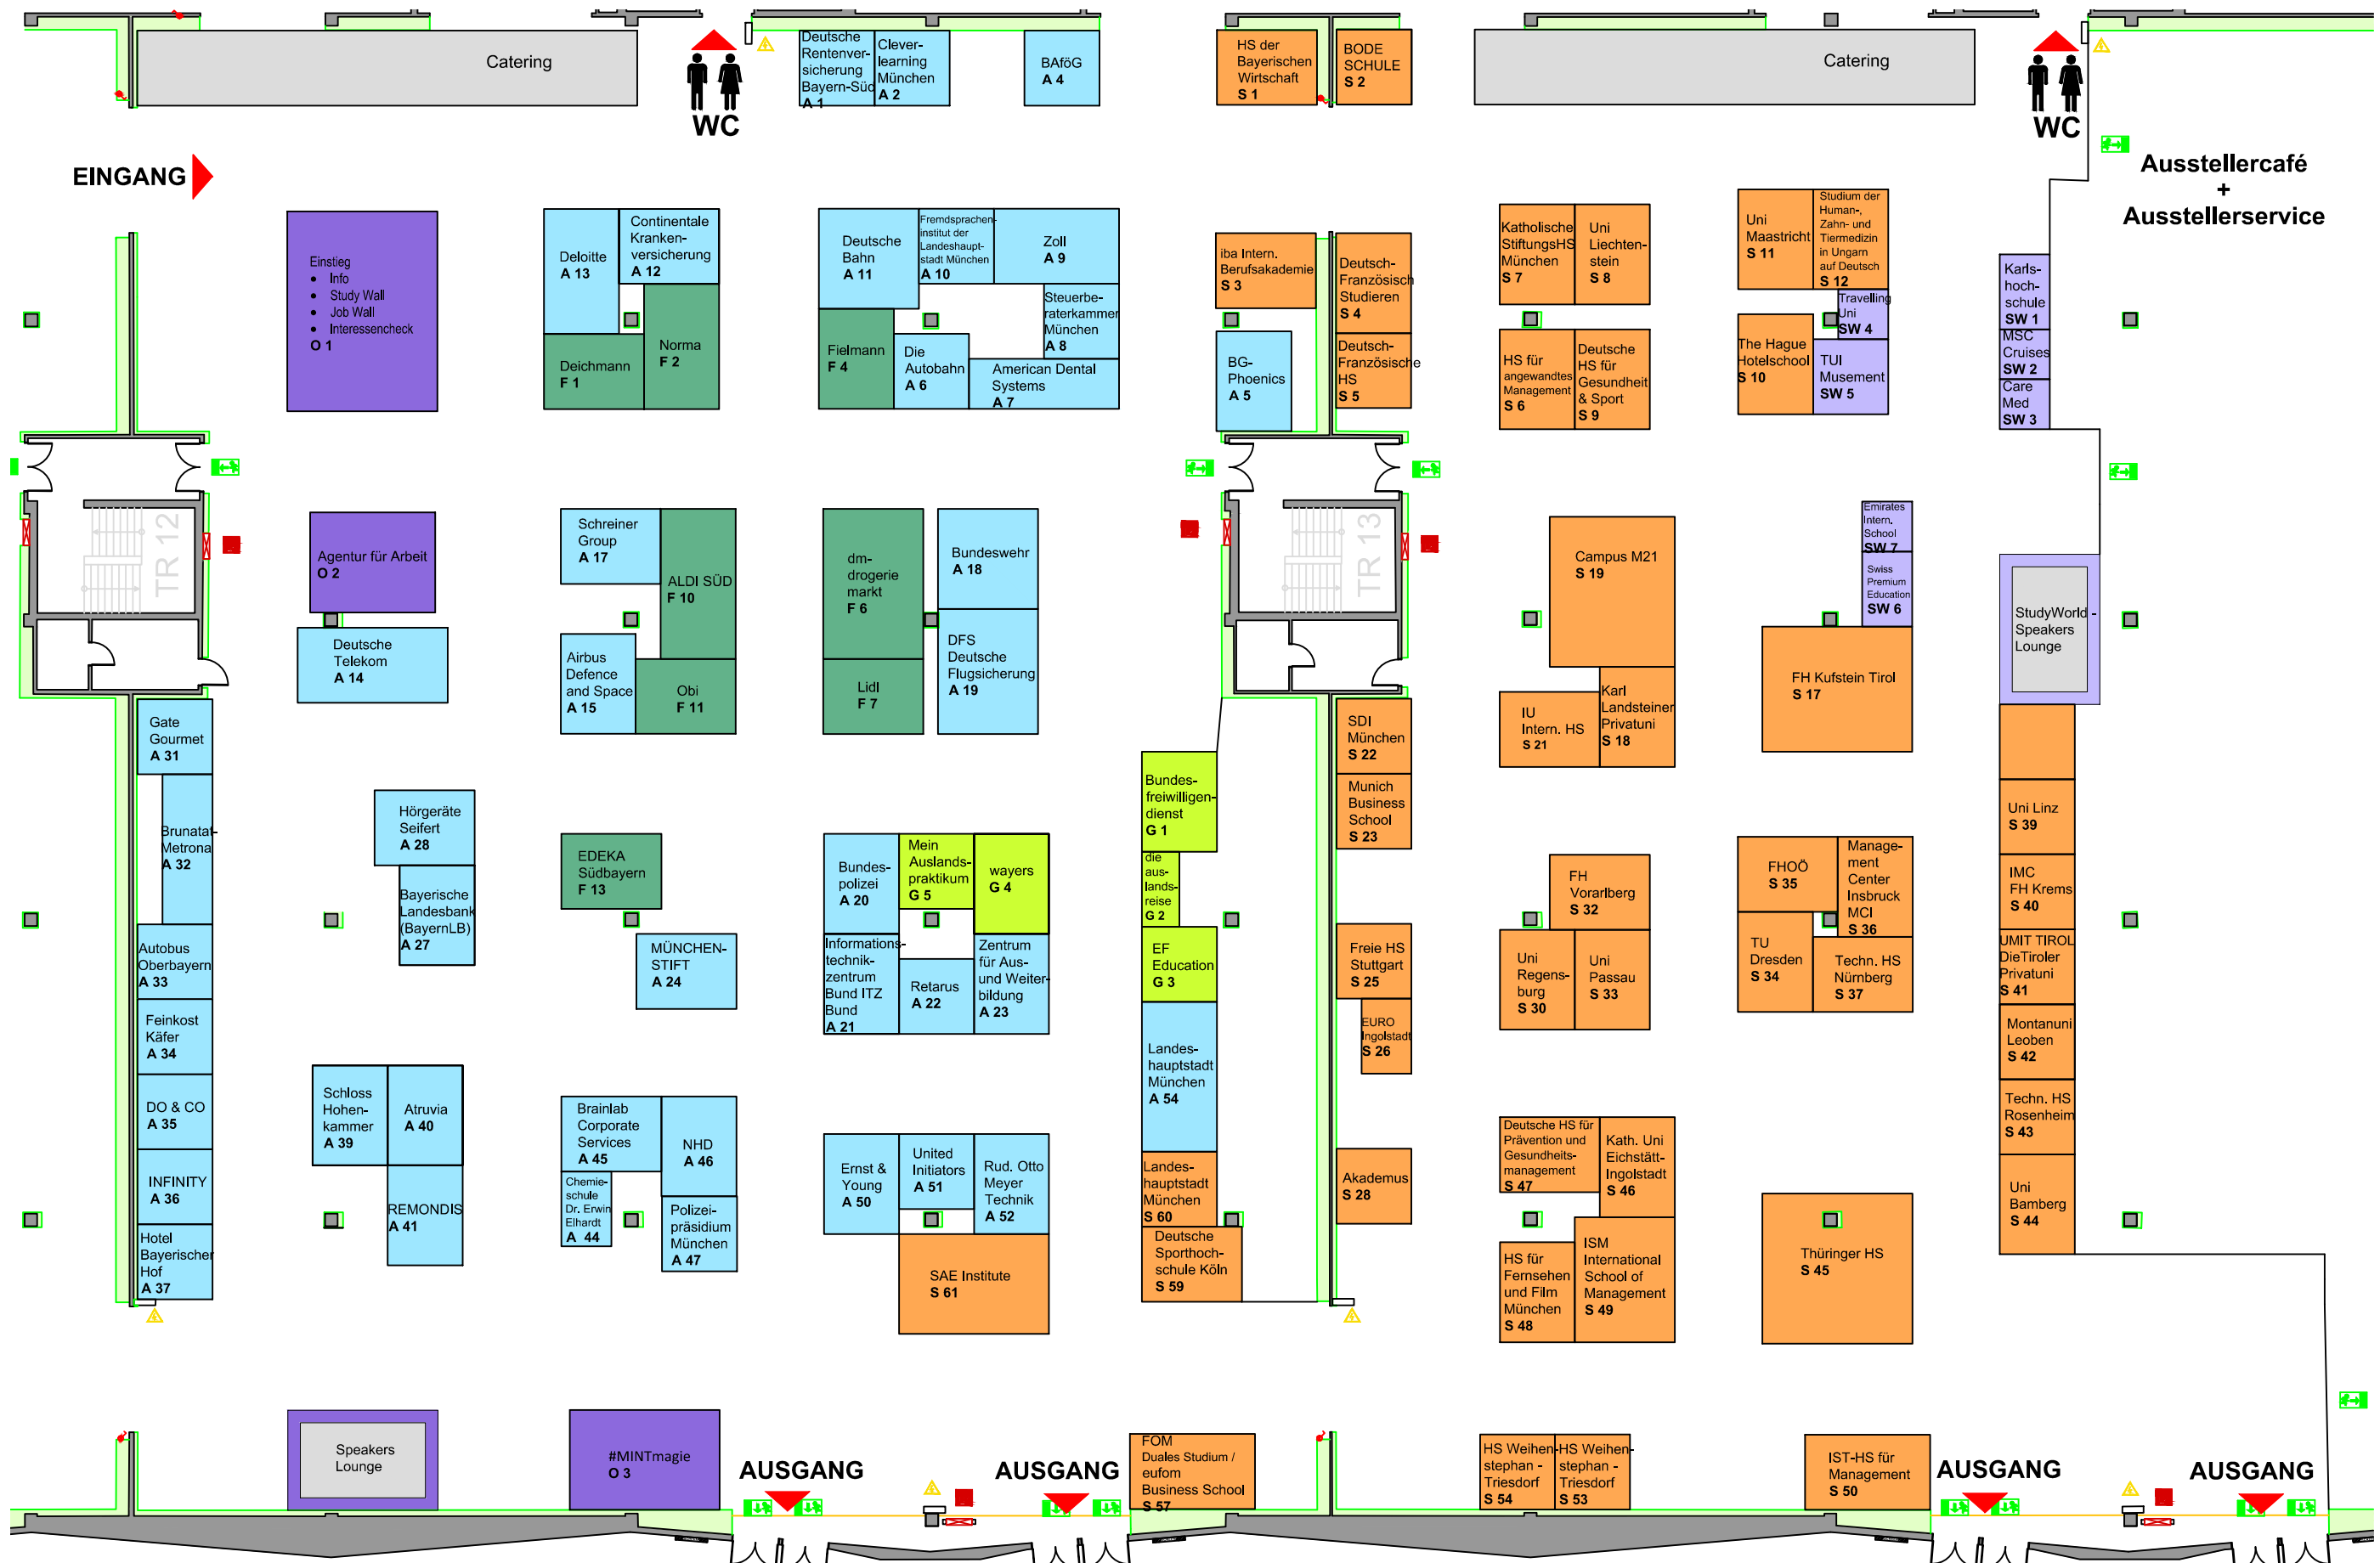 Catering
WC
Deutsche
Rentenver-
sicherung
Bayern-Süd
A 1
Clever-
learning
München
A 2
BAföG
A 4
HS der
Bayerischen
Wirtschaft
S 1
BODE
SCHULE
S 2
Catering
WC
EINGANG
Ausstellercafé
+
Ausstellerservice
Einstieg
• Info
• Study Wall
• Job Wall
• Interessencheck
O 1
Deloitte
A 13
Continentale
Kranken-
versicherung
A 12
Deichmann
F 1
Norma
F 2
Deutsche
Bahn
A 11
Fremdsprachen-
institut der
Landeshaupt-
stadt München
A 10
Zoll
A 9
Steuerbe-
raterkammer
München
A 8
Fielmann
F 4
Die
Autobahn
A 6
American Dental
Systems
A 7
iba Intern.
Berufsakademie
S 3
Deutsch-
Französisch
Studieren
S 4
BG-
Phoenics
A 5
Deutsch-
Französische
HS
S 5
Katholische
StiftungsHS
München
S 7
Uni
Liechten-
stein
S 8
HS für
angewandtes
Management
S 6
Deutsche
HS für
Gesundheit
& Sport
S 9
Uni
Maastricht
S 11
Studium der
Human-,
Zahn- und
Tiermedizin
in Ungarn
auf Deutsch
S 12
Travelling
Uni
SW 4
The Hague
Hotelschool
S 10
TUI
Musement
SW 5
Karls-
hoch-
schule
SW 1
MSC
Cruises
SW 2
Care
Med
SW 3
TR 12
Agentur für Arbeit
O 2
Deutsche
Telekom
A 14
Schreiner
Group
A 17
ALDI SÜD
F 10
Airbus
Defence
and Space
A 15
Obi
F 11
dm-
drogerie
markt
F 6
Lidl
F 7
Bundeswehr
A 18
DFS
Deutsche
Flugsicherung
A 19
TR 13
Campus M21
S 19
IU
Intern. HS
S 21
Karl
Landsteiner
Privatuni
S 18
Emirates
Intern.
School
SW 7
Swiss
Premium
Education
SW 6
FH Kufstein Tirol
S 17
StudyWorld -
Speakers
Lounge
Gate
Gourmet
A 31
Brunatat-
Metrona
A 32
Autobus
Oberbayern
A 33
Feinkost
Käfer
A 34
DO & CO
A 35
INFINITY
A 36
Hotel
Bayerischer
Hof
A 37
Hörgeräte
Seifert
A 28
Bayerische
Landesbank
(BayernLB)
A 27
EDEKA
Südbayern
F 13
MÜNCHEN-
STIFT
A 24
Bundes-
polizei
A 20
Mein
Auslands-
praktikum
G 5
wayers
G 4
Informations-
technik-
zentrum
Bund ITZ
Bund
A 21
Retarus
A 22
Zentrum
für Aus-
und Weiter-
bildung
A 23
Bundes-
freiwilligen-
dienst
G 1
die
aus-
lands-
reise
G 2
EF
Education
G 3
Landes-
hauptstadt
München
A 54
Landes-
hauptstadt
München
S 60
Deutsche
Sporthoch-
schule Köln
S 59
SDI
München
S 22
Munich
Business
School
S 23
Freie HS
Stuttgart
S 25
EURO
Ingolstadt
S 26
Akademus
S 28
FH
Vorarlberg
S 32
Uni
Regens-
burg
S 30
Uni
Passau
S 33
FHOÖ
S 35
Manage-
ment
Center
Insbruck
MCI
S 36
TU
Dresden
S 34
Techn. HS
Nürnberg
S 37
Uni Linz
S 39
IMC
FH Krems
S 40
UMIT TIROL
DieTiroler
Privatuni
S 41
Montanuni
Leoben
S 42
Techn. HS
Rosenheim
S 43
Uni
Bamberg
S 44
Schloss
Hohen-
kammer
A 39
Atruvia
A 40
REMONDIS
A 41
Brainlab
Corporate
Services
A 45
NHD
A 46
Chemie-
schule
Dr. Erwin
Elhardt
A 44
Polizei-
präsidium
München
A 47
Ernst &
Young
A 50
United
Initiators
A 51
Rud. Otto
Meyer
Technik
A 52
SAE Institute
S 61
Deutsche HS für
Prävention und
Gesundheits-
management
S 47
Kath. Uni
Eichstätt-
Ingolstadt
S 46
HS für
Fernsehen
und Film
München
S 48
ISM
International
School of
Management
S 49
Thüringer HS
S 45
Speakers
Lounge
#MINTmagie
O 3
AUSGANG
AUSGANG
FOM
Duales Studium /
eufom
Business School
S 57
HS Weihen-
stephan -
Triesdorf
S 54
HS Weihen-
stephan -
Triesdorf
S 53
IST-HS für
Management
S 50
AUSGANG
AUSGANG